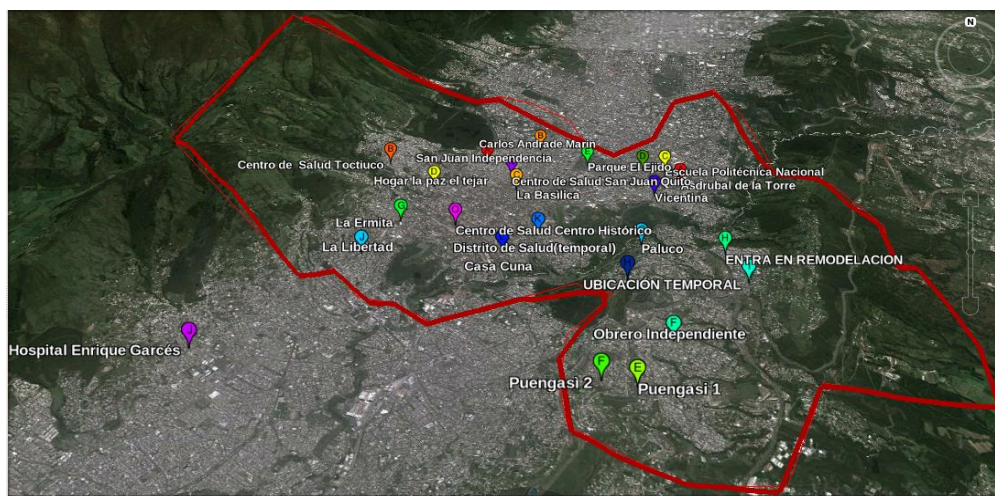 N
Carlos Andrade Marin
San Juan Independencia
Parque El Ejido
Escuela Politécnica Nacional
Centro de Salud Toctiuco
Hogar la paz el tejar
Centro de Salud San Juan Quito
Asdrubal de la Torre
La Basilica
Vicentina
La Ermita
Centro de Salud Centro Histórico
La Libertad
Distrito de Salud(temporal)
Paluco
Casa Cuna
ENTRA EN REMODELACION
UBICACIÓN TEMPORAL
Obrero Independiente
Hospital Enrique Garcés
Puengasi 2
Puengasi 1